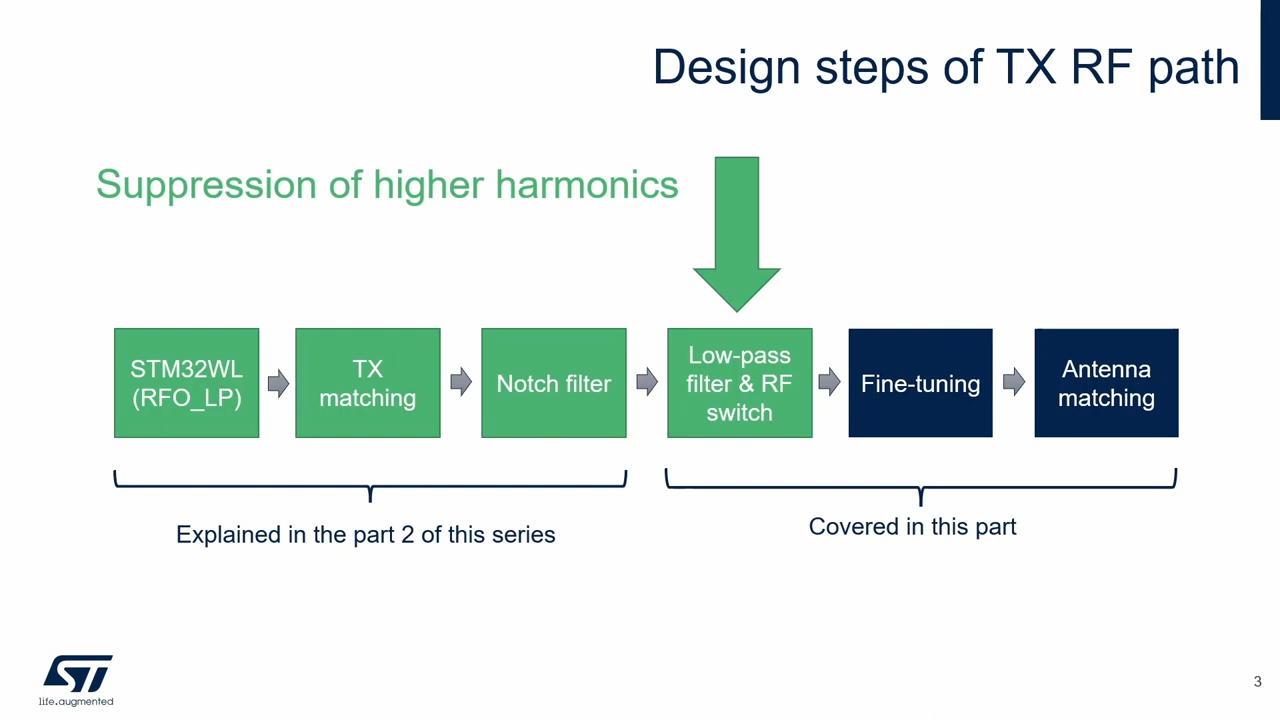 Design steps of TX RF path
Suppression of higher harmonics
STM32WL
(RFO_LP)
TX
matching
Notch filter
Low-pass
filter & RF
switch
Fine-tuning
Antenna
matching
Explained in the part 2 of this series
Covered in this part
ST
life.augmented
3